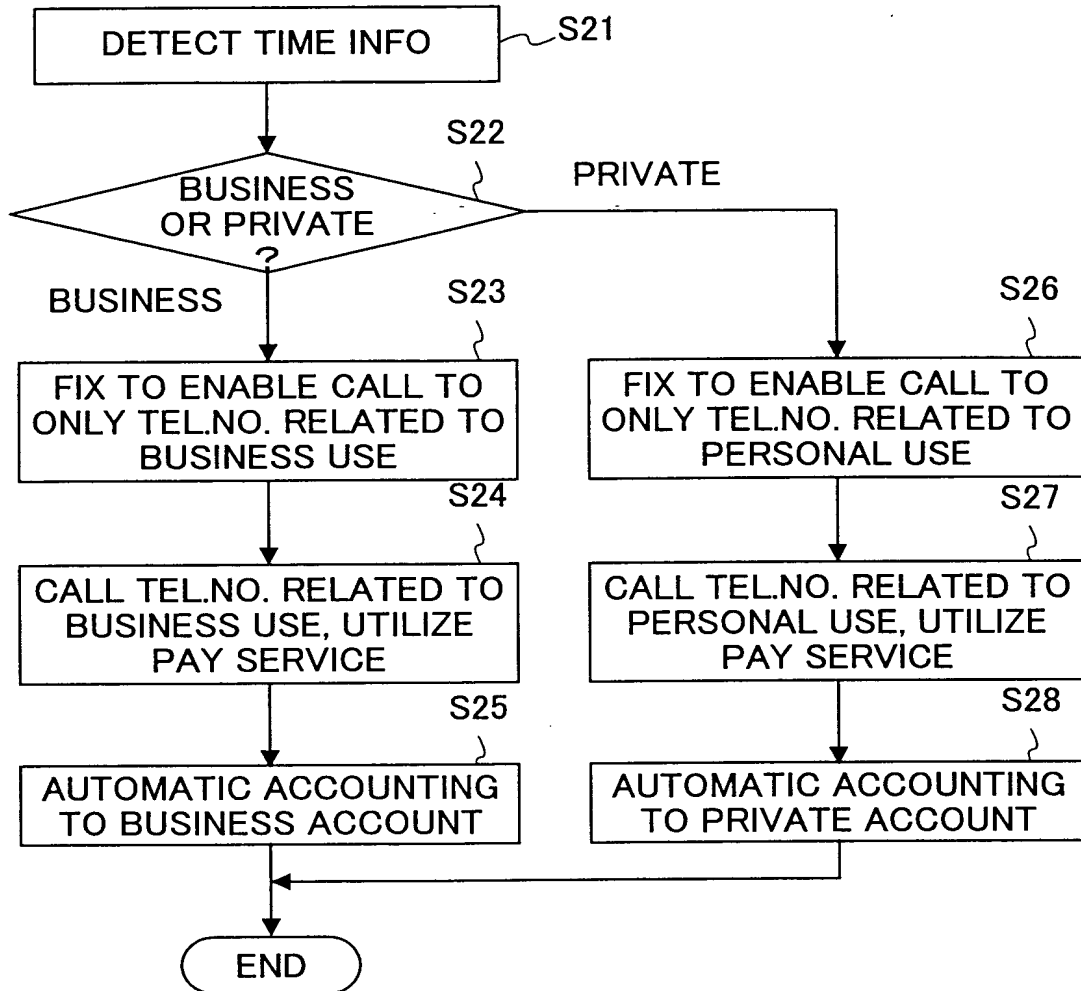 DETECT TIME INFO
S21
S22
BUSINESS
OR PRIVATE
?
PRIVATE
BUSINESS
S23
FIX TO ENABLE CALL TO
ONLY TEL.NO. RELATED TO
BUSINESS USE
S24
CALL TEL.NO. RELATED TO
BUSINESS USE, UTILIZE
PAY SERVICE
S25
AUTOMATIC ACCOUNTING
TO BUSINESS ACCOUNT
S26
FIX TO ENABLE CALL TO
ONLY TEL.NO. RELATED TO
PERSONAL USE
S27
CALL TEL.NO. RELATED TO
PERSONAL USE, UTILIZE
PAY SERVICE
S28
AUTOMATIC ACCOUNTING
TO PRIVATE ACCOUNT
END